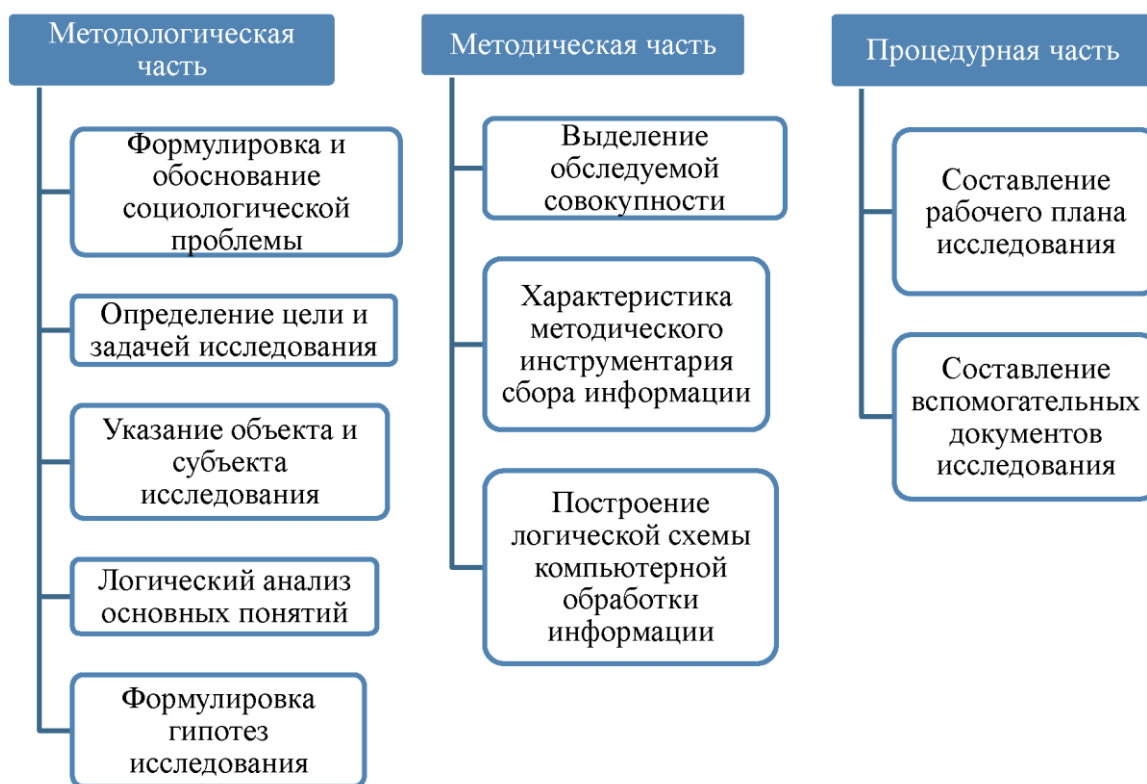 Методологическая
часть
Формулировка и
обоснование
социологической
проблемы
Определение цели и
задачей исследования
Указание объекта и
субъекта
исследования
Логический анализ
основных понятий
Формулировка
гипотез
исследования
Методическая часть
Выделение
обследуемой
совокупности
Характеристика
методического
инструментария
сбора информации
Построение
логической схемы
компьютерной
обработки
информации
Процедурная часть
Составление
рабочего плана
исследования
Составление
вспомогательных
документов
исследования